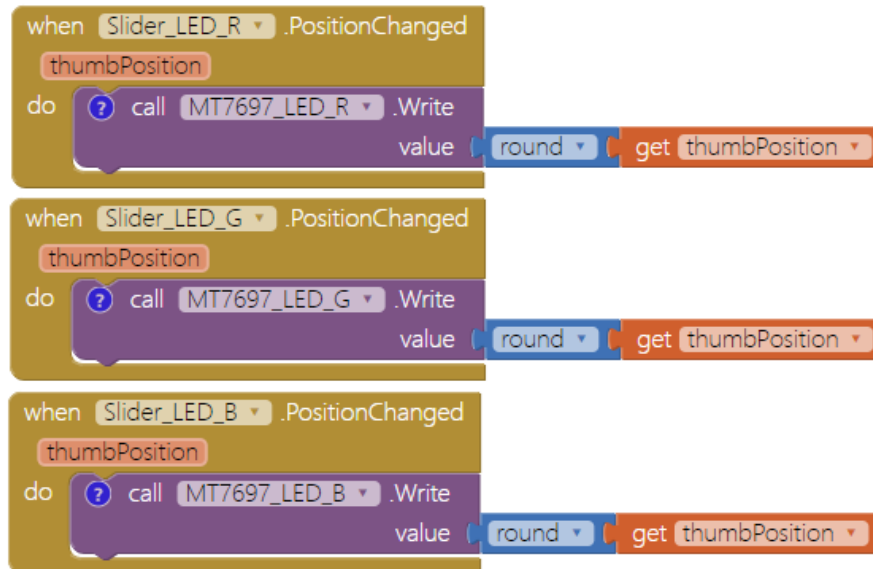 when Slider_LED_R .PositionChanged
thumbPosition
do ? call MT7697_LED_R .Write
value round get thumbPosition
when Slider_LED_G .PositionChanged
thumbPosition
do ? call MT7697_LED_G .Write
value round get thumbPosition
when Slider_LED_B .PositionChanged
thumbPosition
do ? call MT7697_LED_B .Write
value round get thumbPosition